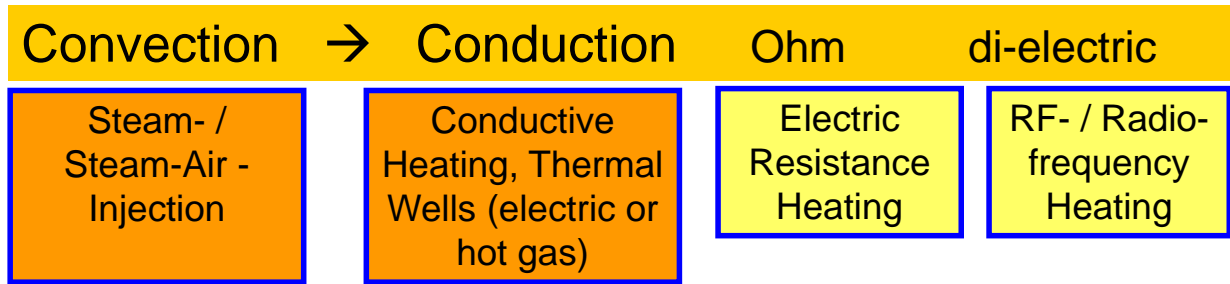 Convection → Conduction Ohm di-electric
Steam- /
Steam-Air -
Injection
Conductive
Heating, Thermal
Wells (electric or
hot gas)
Electric
Resistance
Heating
RF- / Radio-
frequency
Heating